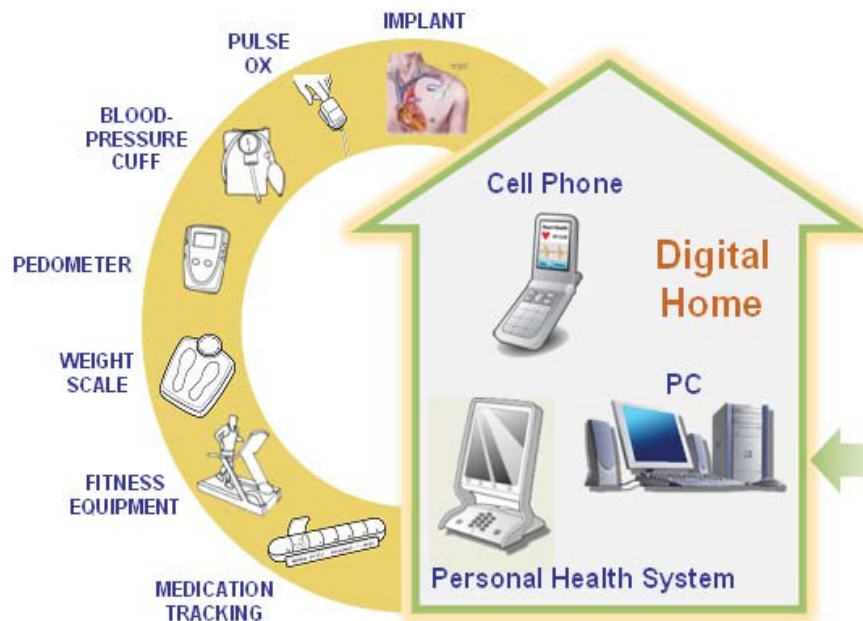 IMPLANT
PULSE
OX
BLOOD-
PRESSURE
CUFF
PEDOMETER
WEIGHT
SCALE
FITNESS
EQUIPMENT
MEDICATION
TRACKING
Cell Phone
Digital
Home
PC
Personal Health System